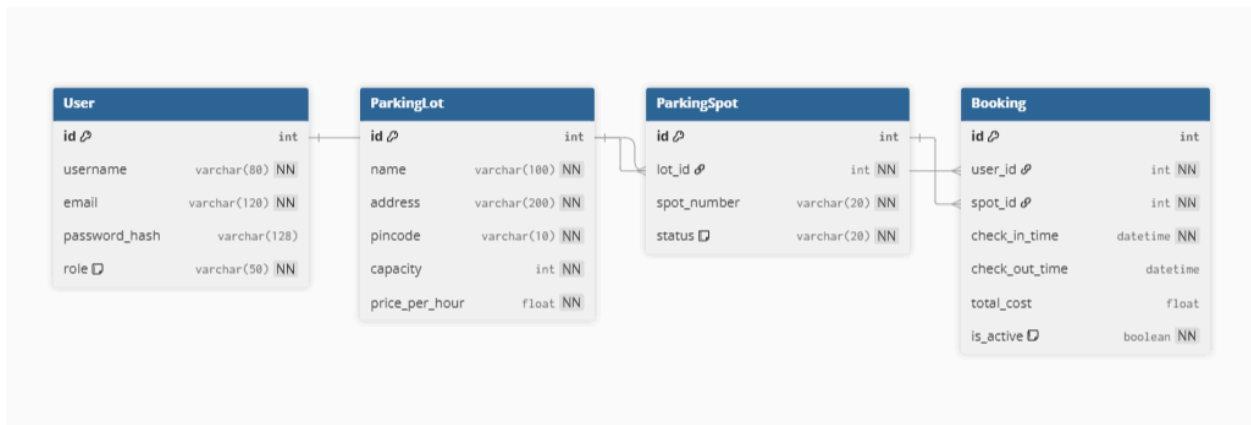 User
id int
username varchar(80) NN
email varchar(120) NN
password_hash varchar(128)
role varchar(50) NN
ParkingLot
id int
name varchar(100) NN
address varchar(200) NN
pincode varchar(10) NN
capacity int NN
price_per_hour float NN
ParkingSpot
id int
lot_id int NN
spot_number varchar(20) NN
status varchar(20) NN
Booking
id int
user_id int NN
spot_id int NN
check_in_time datetime NN
check_out_time datetime
total_cost float
is_active boolean NN